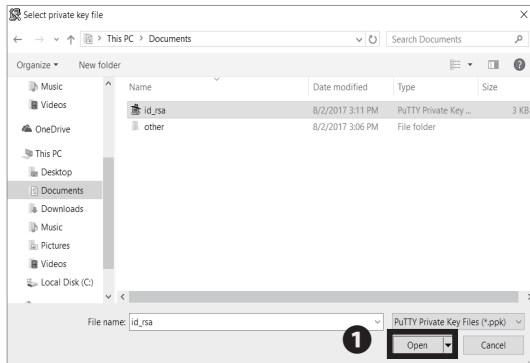 Select private key file
This PC > Documents
Search Documents
Organize
New folder
Name
Date modified
Type
Size
Music
Videos
OneDrive
This PC
Desktop
Documents
Downloads
Music
Pictures
Videos
Local Disk (C:)
id_rsa 8/2/2017 3:11 PM PuTTY Private Key ... 3 KB
other 8/2/2017 3:06 PM File folder
File name: id_rsa
PuTTY Private Key Files (*.ppk)
1
Open
Cancel